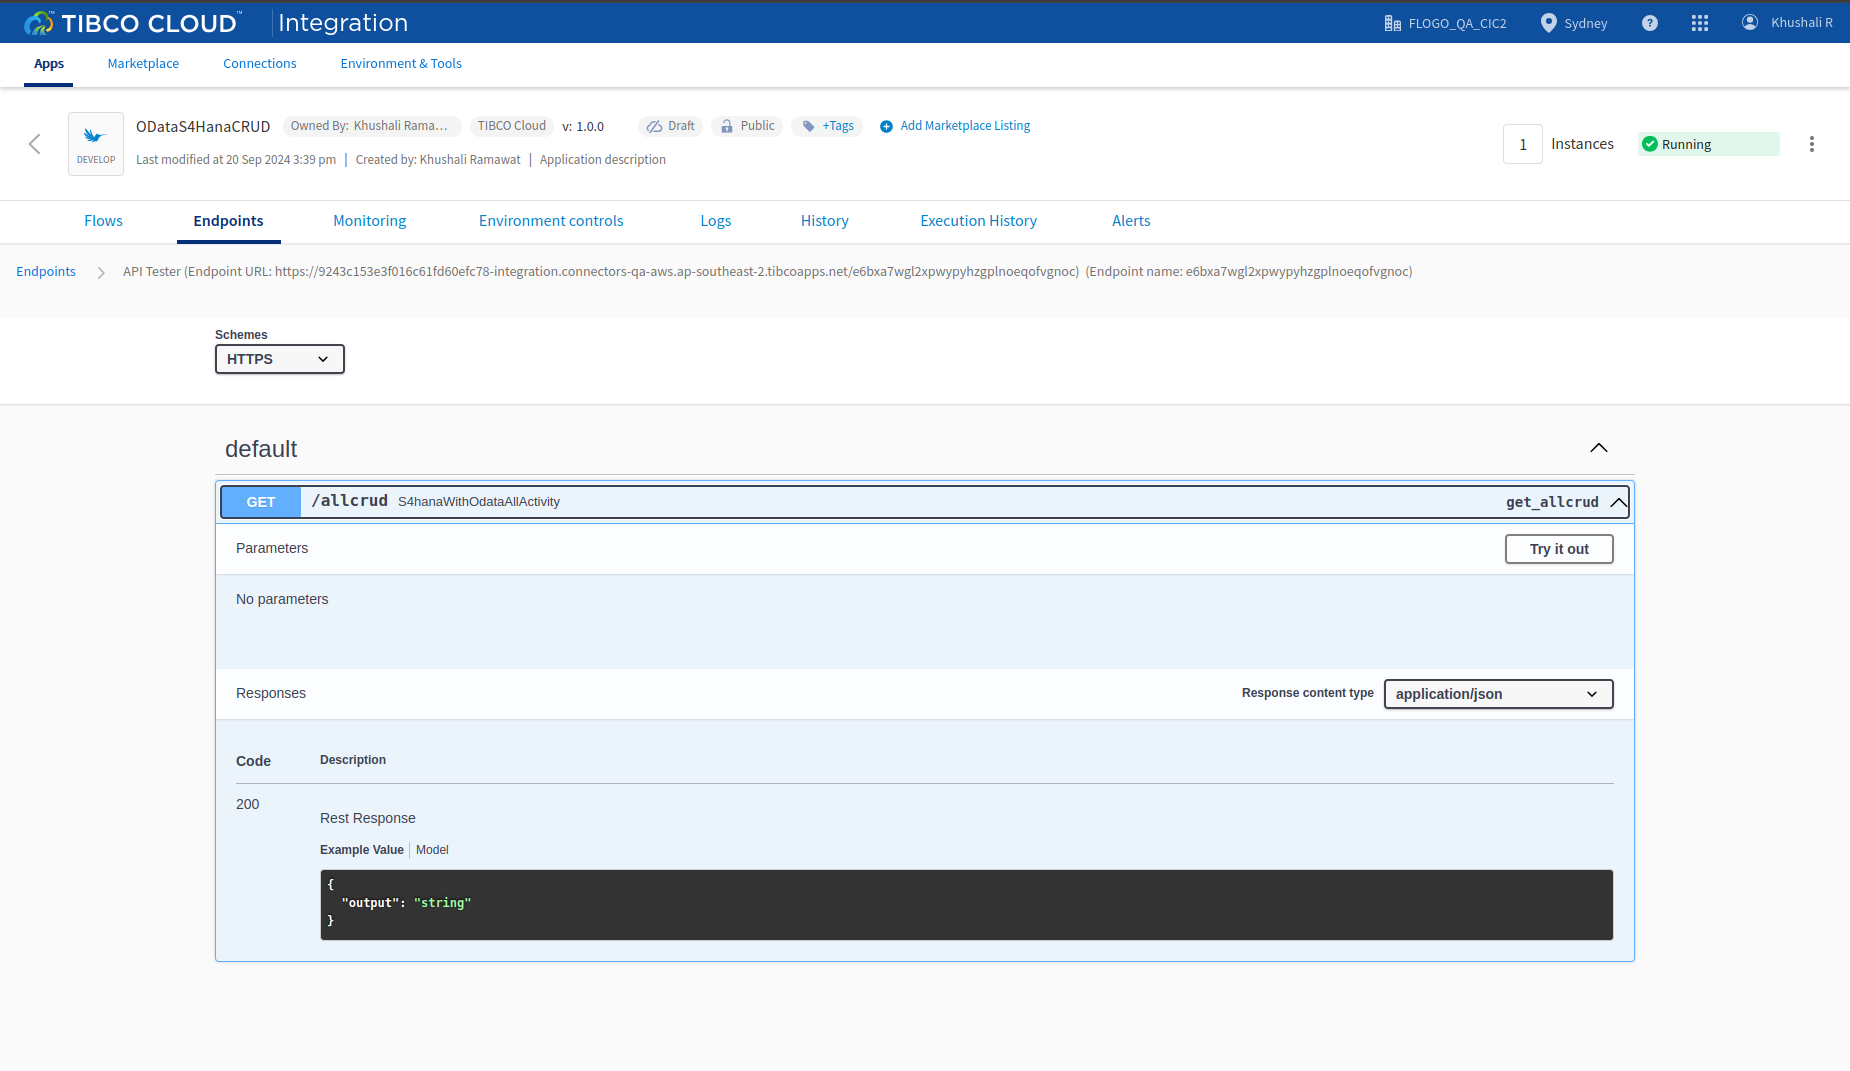 TIBCO CLOUD™ Integration FLOGO_QA_CIC2 Sydney ? Khushali R
Apps Marketplace Connections Environment & Tools
DEVELOP
ODataS4HanaCRUD Owned By: Khushali Rama... TIBCO Cloud v: 1.0.0 Draft Public +Tags Add Marketplace Listing
Last modified at 20 Sep 2024 3:39 pm | Created by: Khushali Ramawat | Application description
1 Instances Running
Flows Endpoints Monitoring Environment controls Logs History Execution History Alerts
Endpoints API Tester (Endpoint URL: https://9243c153e3f016c61fd60efc78-integration.connectors-qa-aws.ap-southeast-2.tibcoapps.net/e6bxa7wgl2xpwypyhzgplnoeqofvgnoc) (Endpoint name: e6bxa7wgl2xpwypyhzgplnoeqofvgnoc)
Schemes
HTTPS
default
GET /allcrud S4hanaWithOdataAllActivity get_allcrud
Parameters Try it out
No parameters
Responses Response content type application/json
Code Description
200
Rest Response
Example Value Model
{
"output": "string"
}